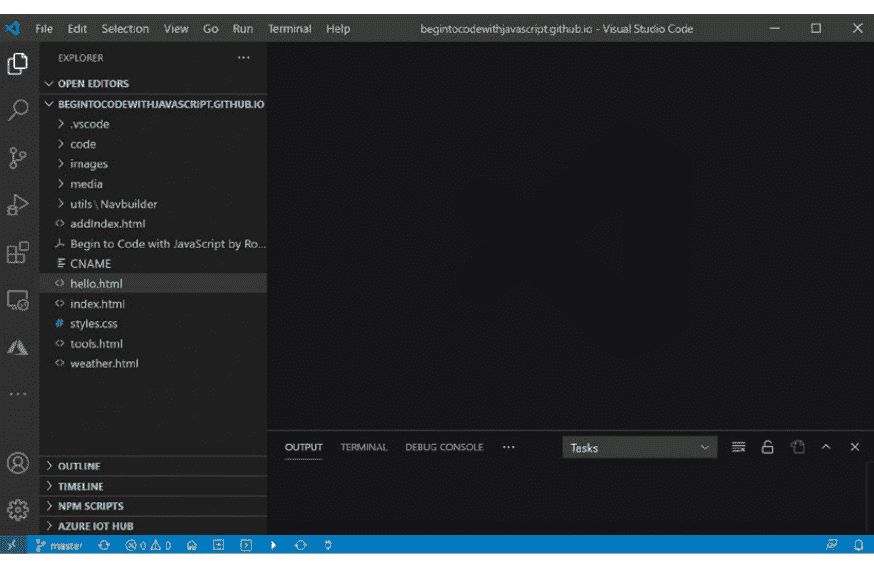 File Edit Selection View Go Run Terminal Help begintocodewithjavascript.github.io - Visual Studio Code
EXPLORER ...
OPEN EDITORS
BEGINTOCODEWITHJAVASCRIPT.GITHUB.IO
.vscode
code
images
media
utils\Navbuilder
addIndex.html
Begin to Code with JavaScript by Ro...
CNAME
hello.html
index.html
styles.css
tools.html
weather.html
OUTPUT TERMINAL DEBUG CONSOLE ... Tasks
OUTLINE
TIMELINE
NPM SCRIPTS
AZURE IOT HUB
master 0 0